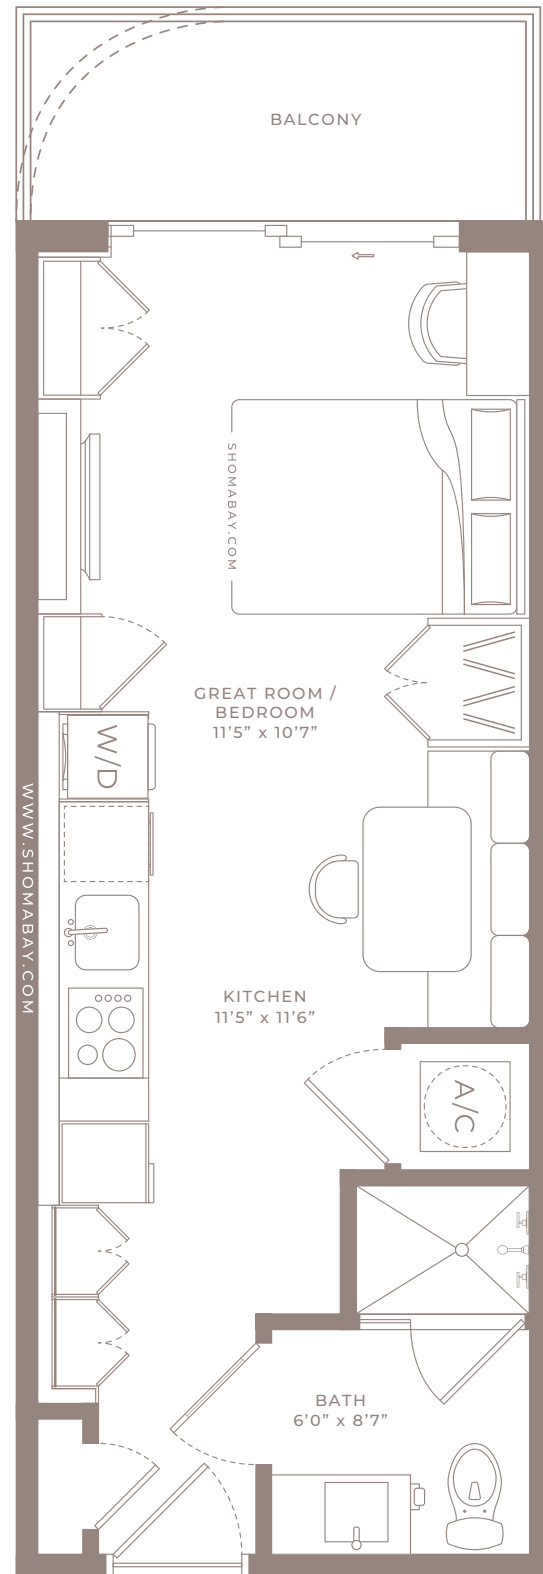 BALCONY
SHOMABAY.COM
GREAT ROOM /
BEDROOM
11’5” x 10’7”
W/D
WWW.SHOMABAY.COM
KITCHEN
11’5” x 11’6”
A/C
BATH
6’0” x 8’7”